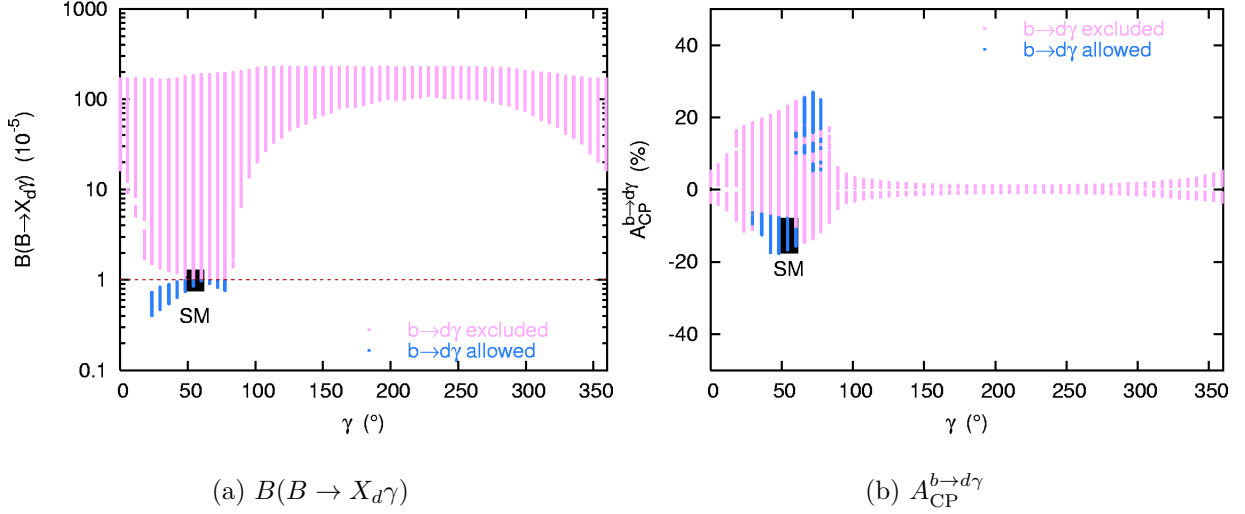 1000
100
10
1
0.1
0 50 100 150 200 250 300 350
B(B→X_dγ) (10^-5)
γ (°)
SM
b→dγ excluded
b→dγ allowed
(a) B(B → X_dγ)
40
20
0
-20
-40
0 50 100 150 200 250 300 350
A_CP^b→dγ (%)
γ (°)
b→dγ excluded
b→dγ allowed
SM
(b) A_CP^b→dγ